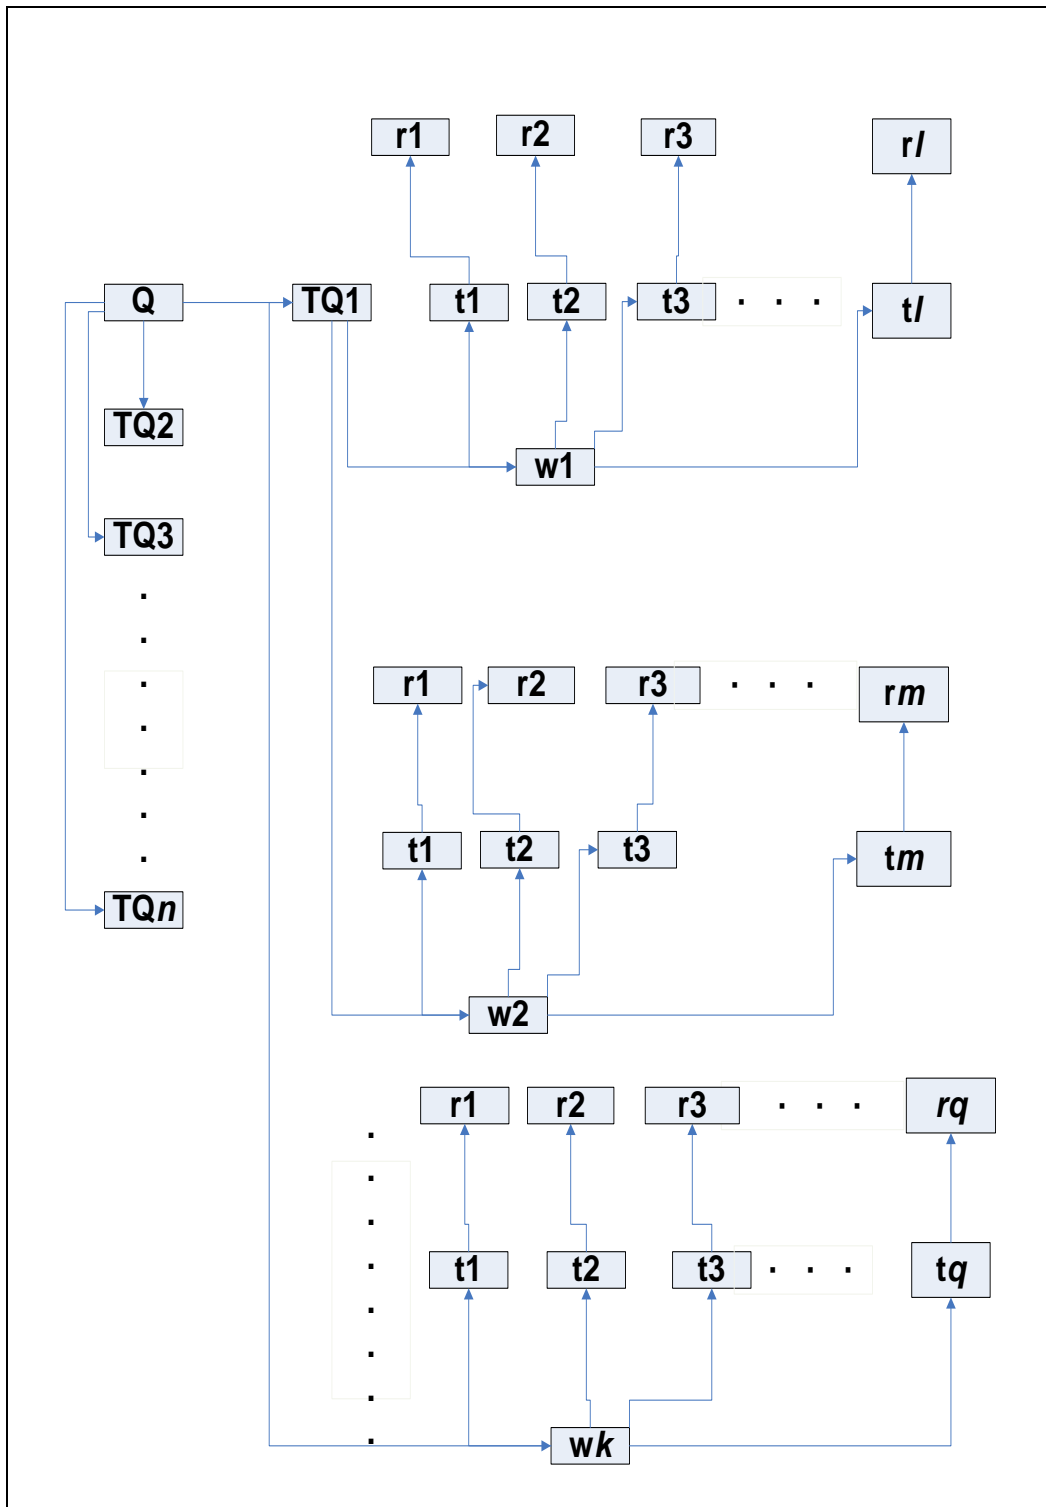 r1 r2 r3 rl
Q TQ1 t1 t2 t3 . . . tl
TQ2
w1
TQ3
.
.
.
.
.
.
.
r1 r2 r3 . . . rm
t1 t2 t3 tm
TQn
w2
r1 r2 r3 . . . rq
.
.
.
.
.
.
.
.
t1 t2 t3 . . . tq
wk